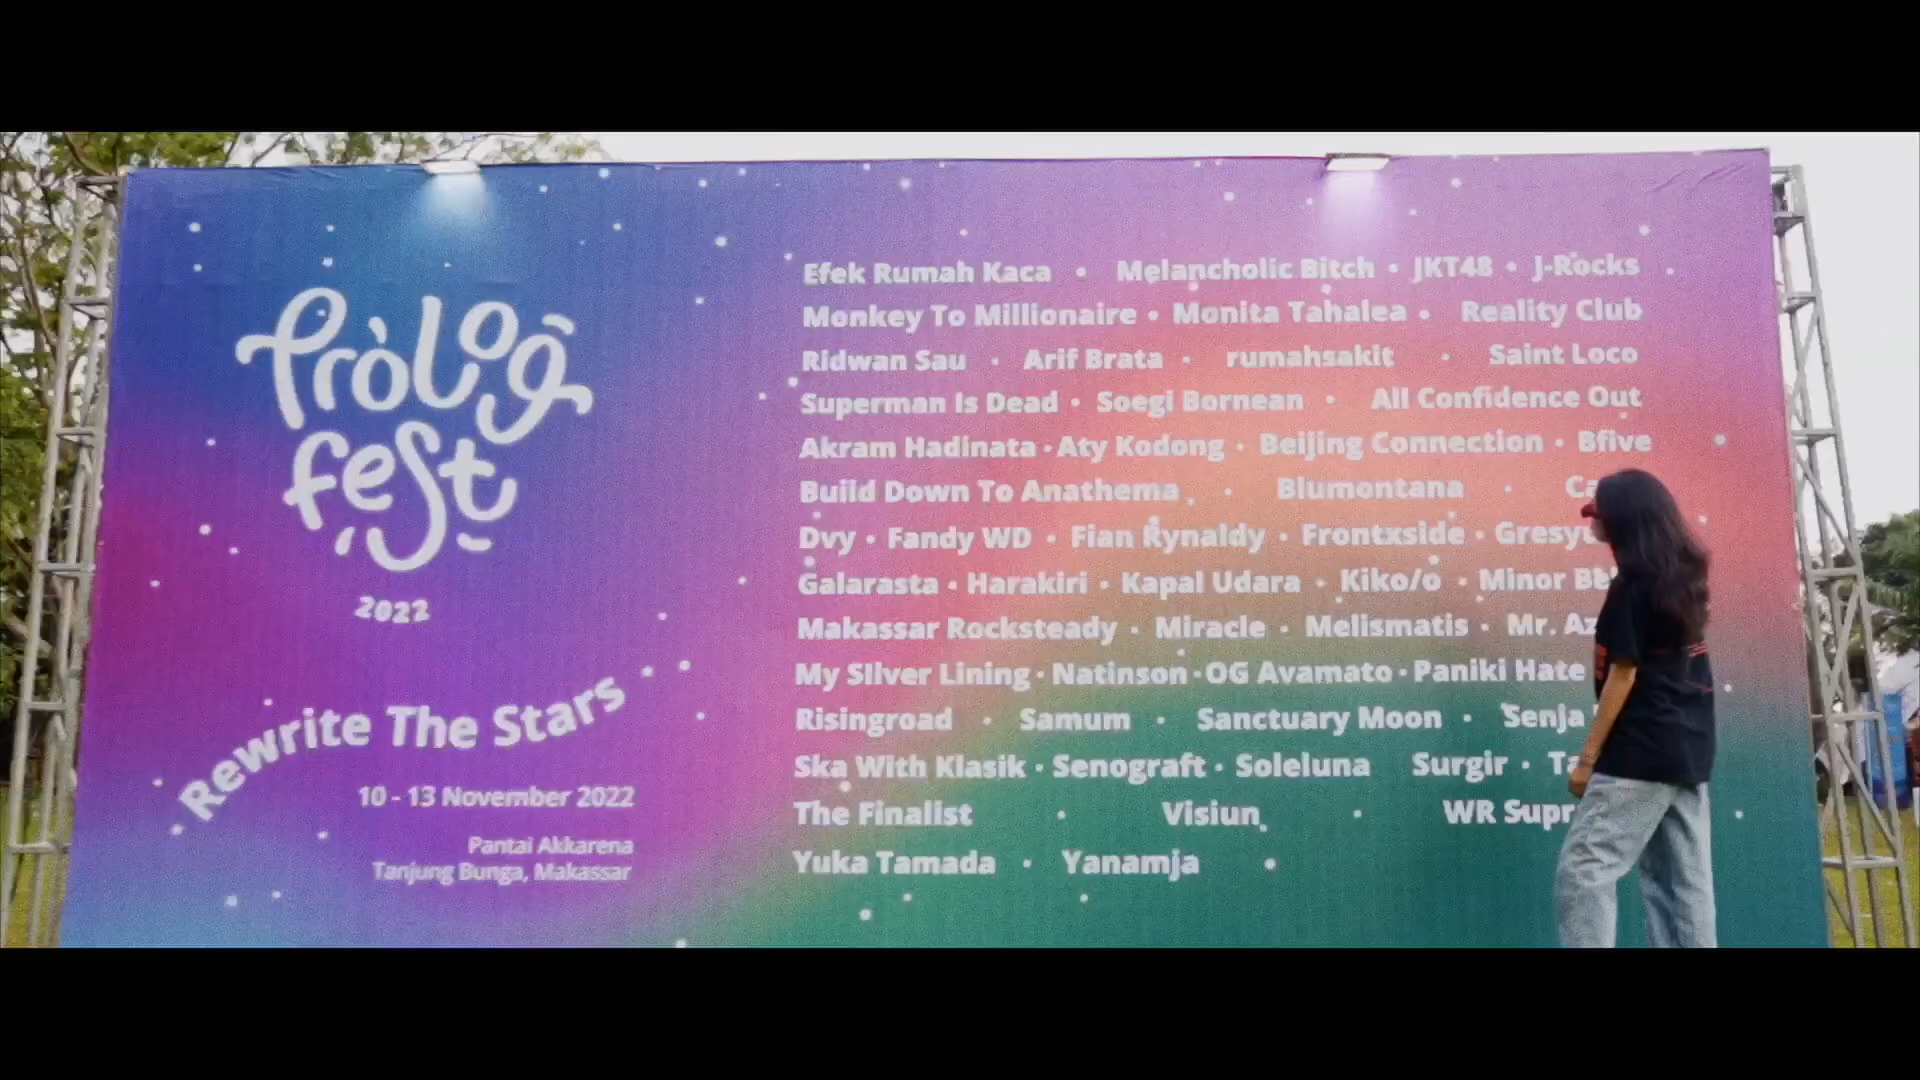 Prolog
fest
2022
Rewrite The Stars
10 - 13 November 2022
Pantai Akkarena
Tanjung Bunga, Makassar
Efek Rumah Kaca • Melancholic Bitch • JKT48 • J-Rocks
Monkey To Millionaire • Monita Tahalea • Reality Club
Ridwan Sau • Arif Brata • rumahsakit • Saint Loco
Superman Is Dead • Soegi Bornean • All Confidence Out
Akram Hadinata • Aty Kodong • Beijing Connection • Bfive
Build Down To Anathema • Blumontana •
Dvy • Fandy WD • Fian Rynaldy • Frontxside •
Galarasta • Harakiri • Kapal Udara • Kiko/o • Minor
Makassar Rocksteady • Miracle • Melismatis • Mr.
My SIlver Lining • Natinson • OG Avamato • Paniki Hate
Risingroad • Samum • Sanctuary Moon • Senja
Ska With Klasik • Senograft • Soleluna Surgir •
The Finalist • Visiun • WR
Yuka Tamada • Yanamja